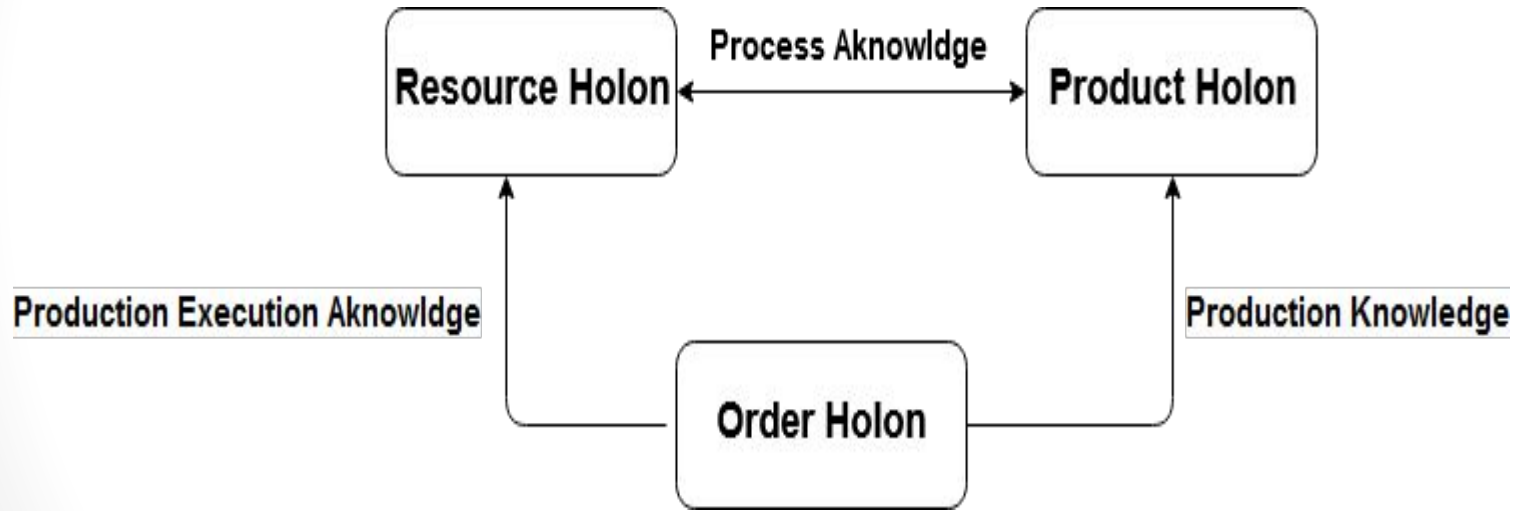 Process Aknowldge
Resource Holon
Product Holon
Production Execution Aknowldge
Production Knowledge
Order Holon